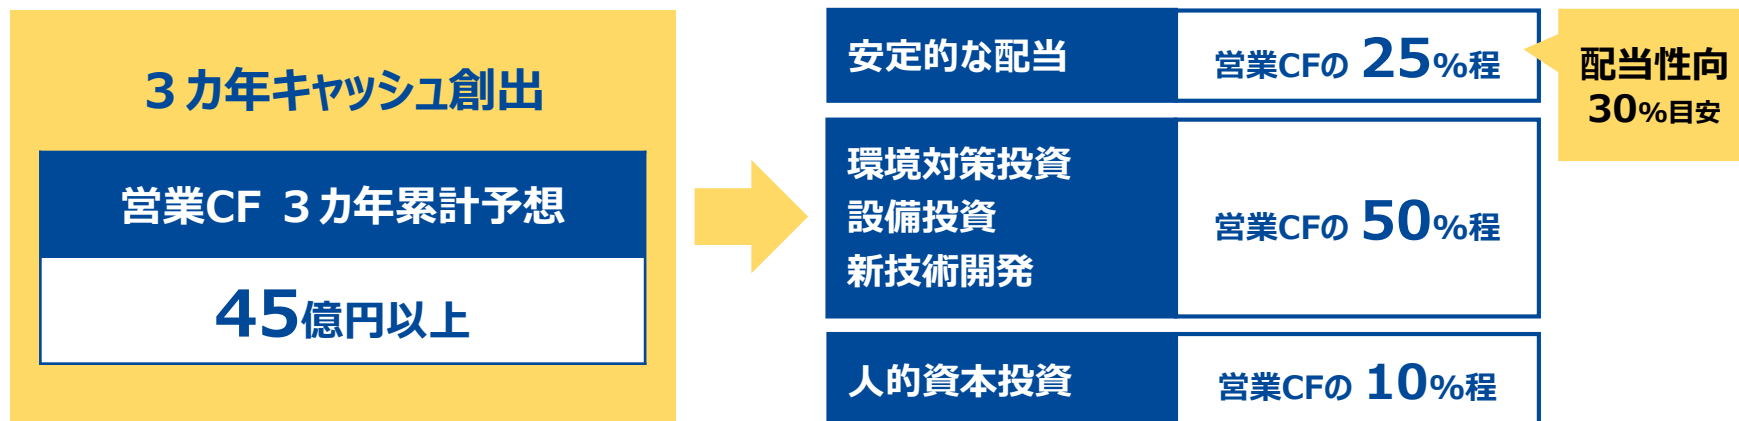 ３カ年キャッシュ創出
営業CF ３カ年累計予想
45億円以上
安定的な配当
営業CFの 25%程
配当性向
30%目安
環境対策投資
設備投資
新技術開発
営業CFの 50%程
人的資本投資
営業CFの 10%程